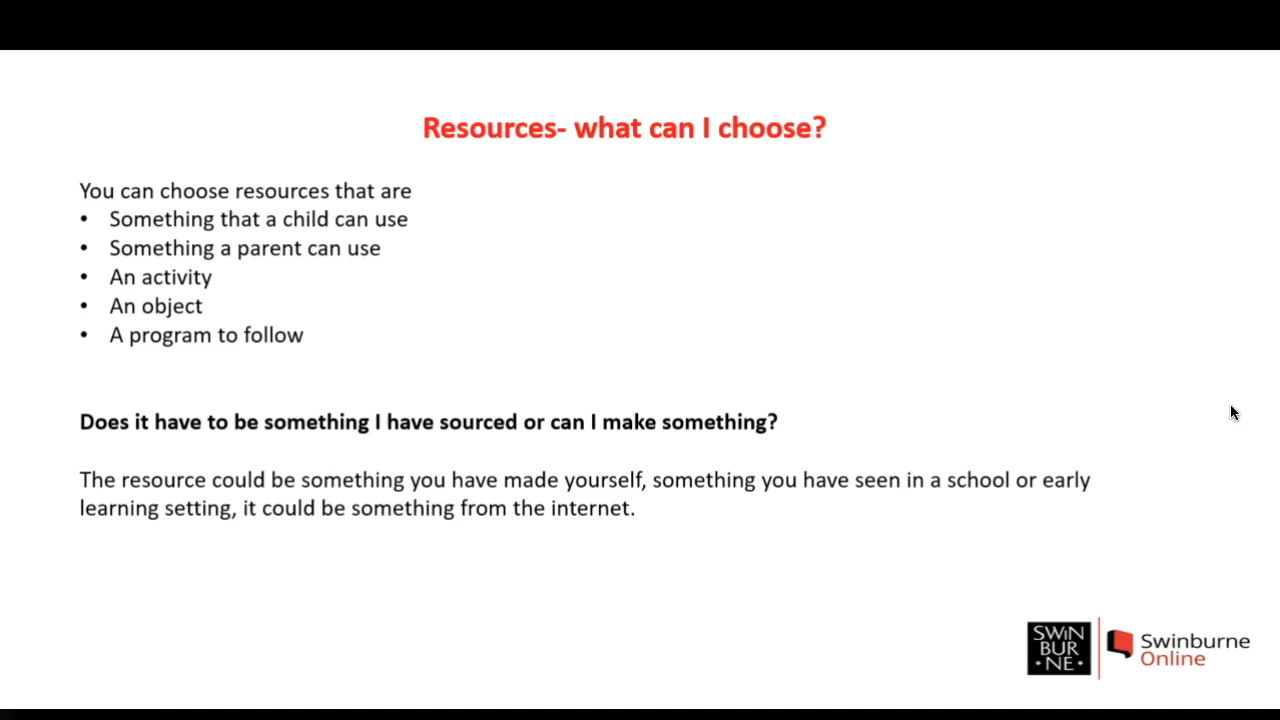 Resources- what can I choose?
You can choose resources that are
• Something that a child can use
• Something a parent can use
• An activity
• An object
• A program to follow
Does it have to be something I have sourced or can I make something?
The resource could be something you have made yourself, something you have seen in a school or early
learning setting, it could be something from the internet.
SWIN
BUR
•NE•
Swinburne
Online